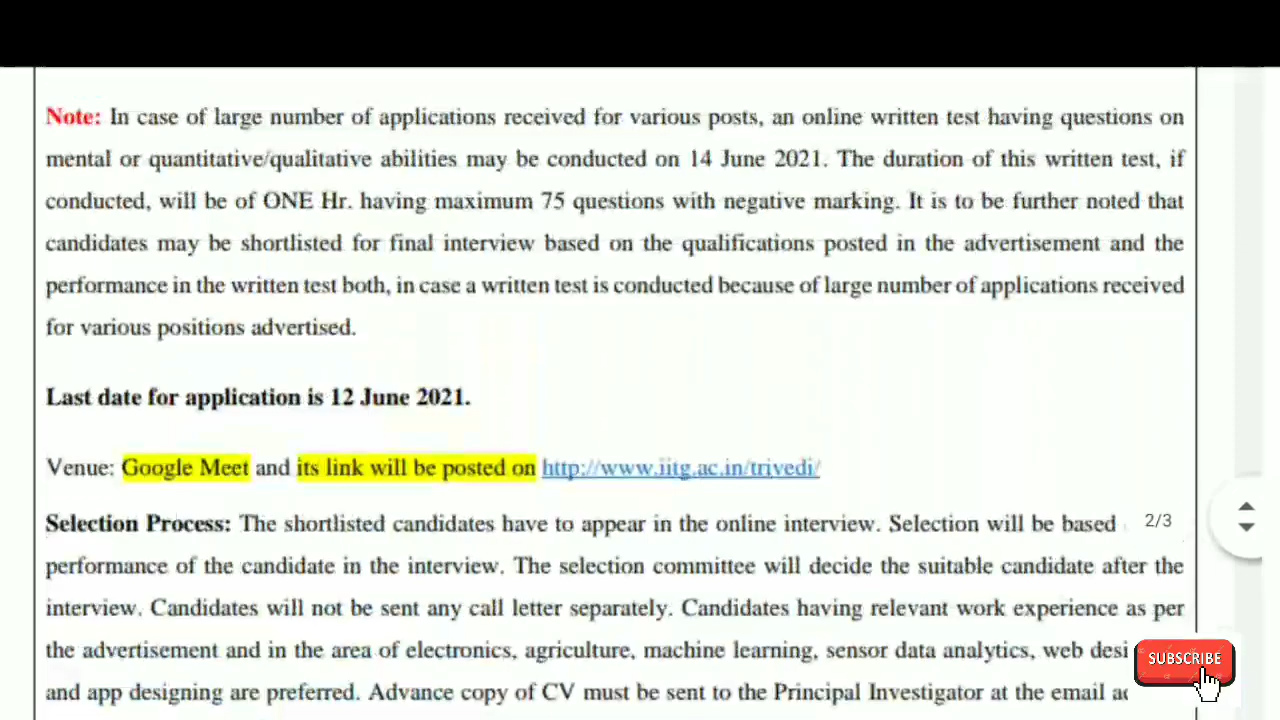 Note: In case of large number of applications received for various posts, an online written test having questions on
mental or quantitative/qualitative abilities may be conducted on 14 June 2021. The duration of this written test, if
conducted, will be of ONE Hr. having maximum 75 questions with negative marking. It is to be further noted that
candidates may be shortlisted for final interview based on the qualifications posted in the advertisement and the
performance in the written test both, in case a written test is conducted because of large number of applications received
for various positions advertised.
Last date for application is 12 June 2021.
Venue: Google Meet and its link will be posted on http://www.iitg.ac.in/trivedi/
Selection Process: The shortlisted candidates have to appear in the online interview. Selection will be based
2/3
performance of the candidate in the interview. The selection committee will decide the suitable candidate after the
interview. Candidates will not be sent any call letter separately. Candidates having relevant work experience as per
the advertisement and in the area of electronics, agriculture, machine learning, sensor data analytics, web desi
SUBSCRIBE
and app designing are preferred. Advance copy of CV must be sent to the Principal Investigator at the email